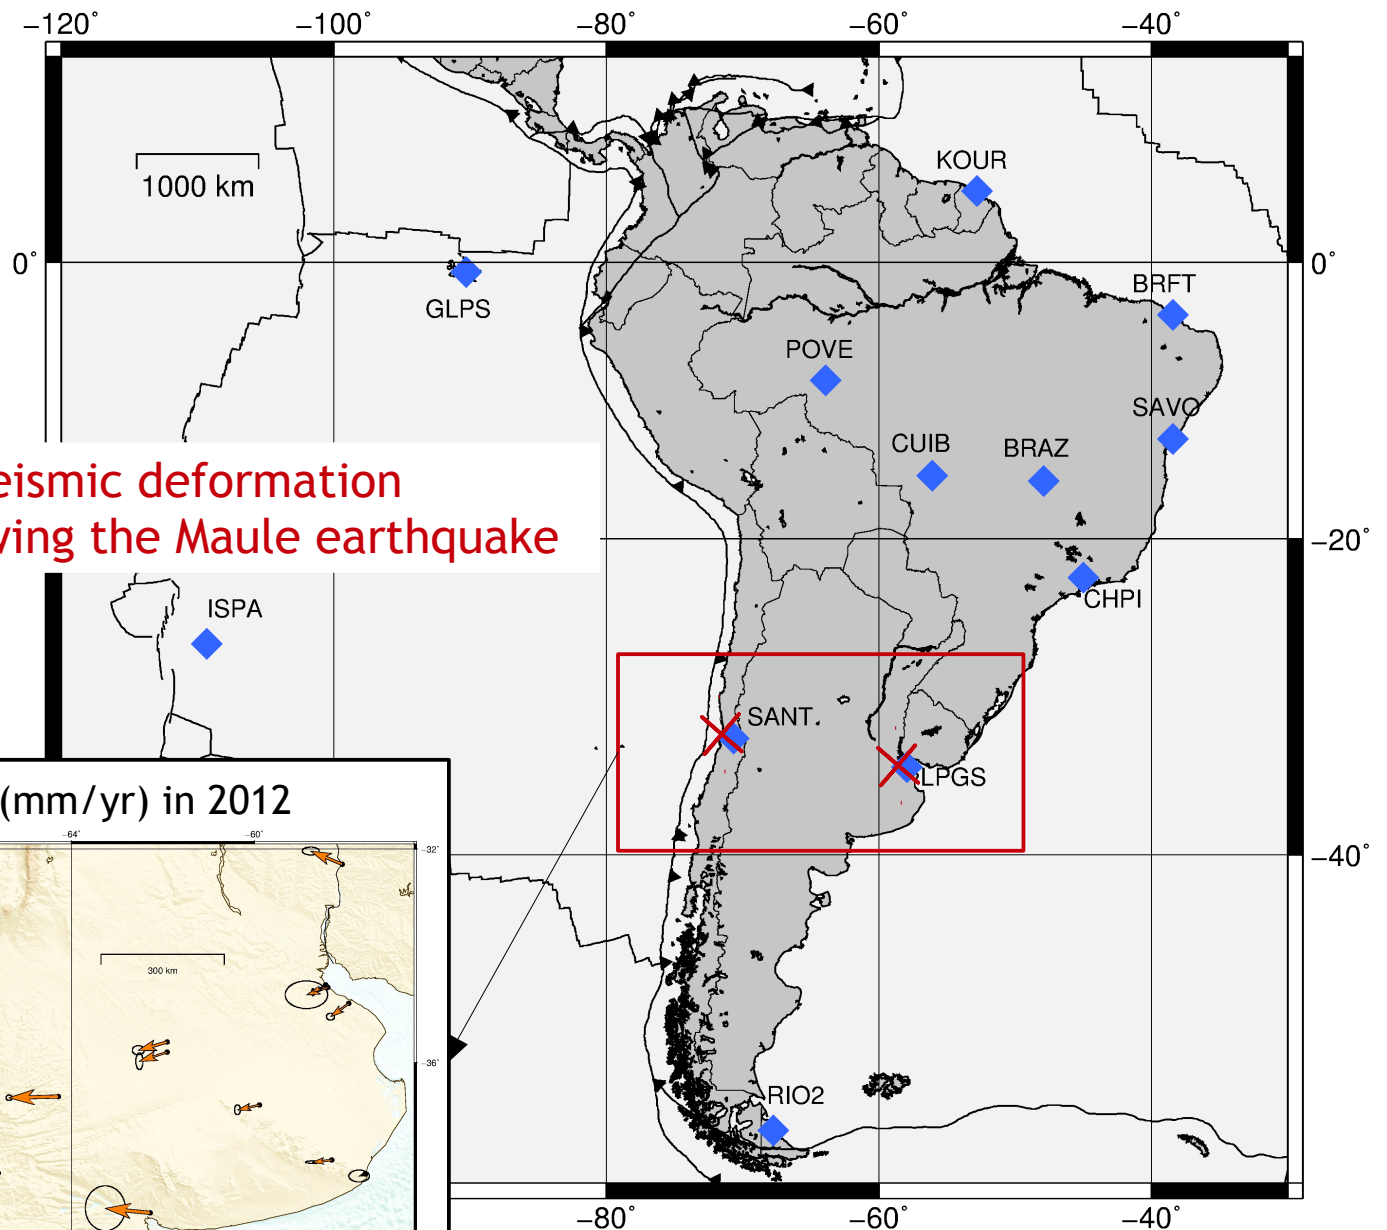 −120° −100° −80° −60° −40°
KOUR
1000 km
0° 0°
BRFT
GLPS
POVE
SAVO
CUIB BRAZ
eismic deformation
ving the Maule earthquake
−20°
ISPA
CHPI
SANT
LPGS
(mm/yr) in 2012
−64° −60°
−32°
−40°
300 km
−36°
RIO2
−80° −60° −40°